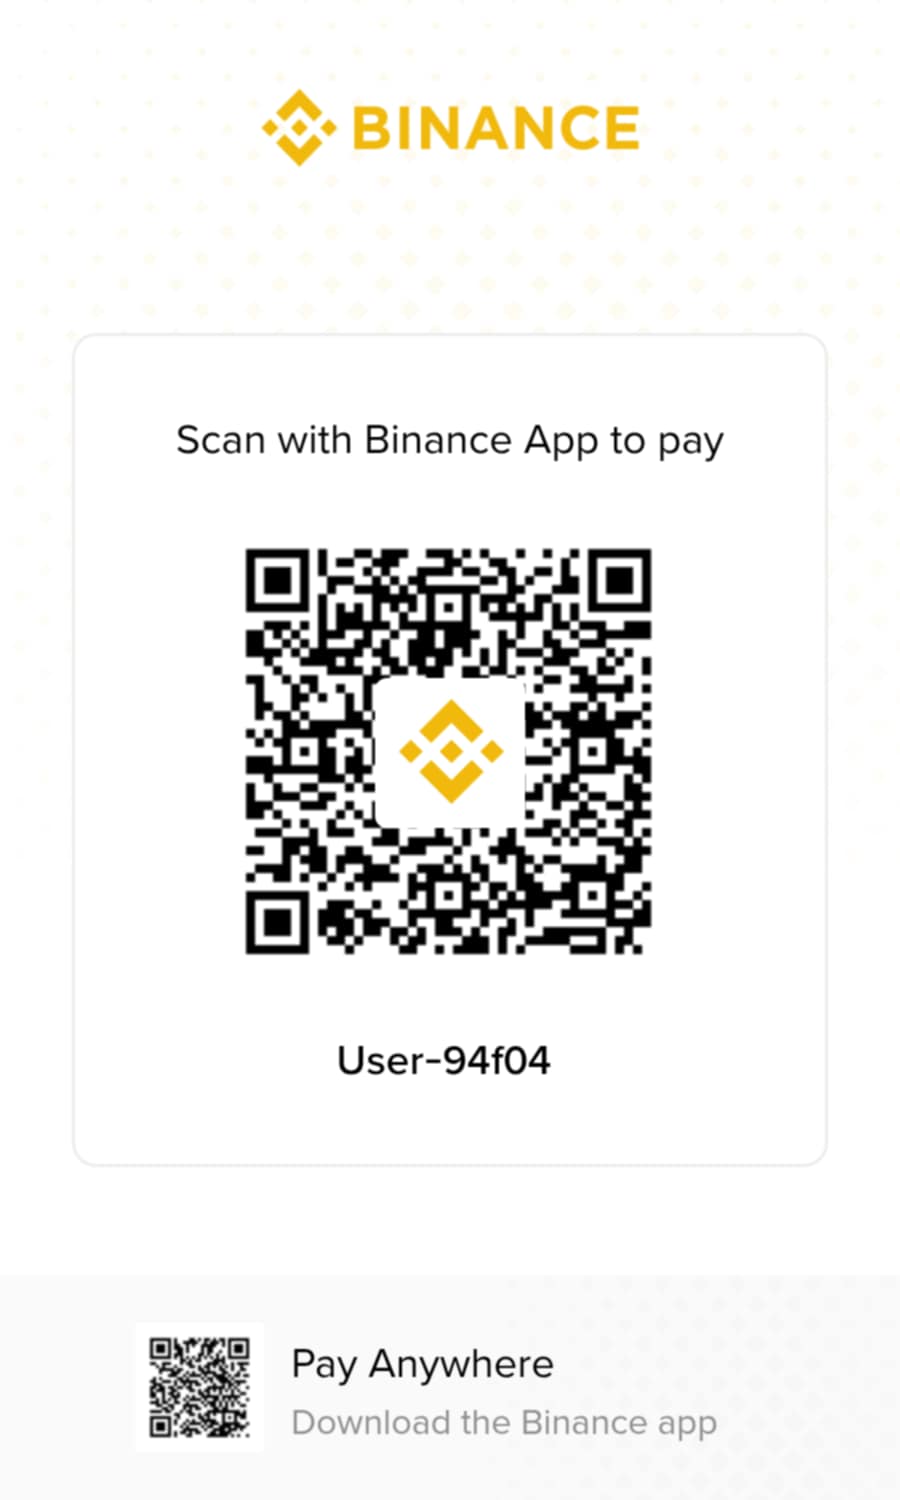 BINANCE
Scan with Binance App to pay
User-94f04
Pay Anywhere
Download the Binance app